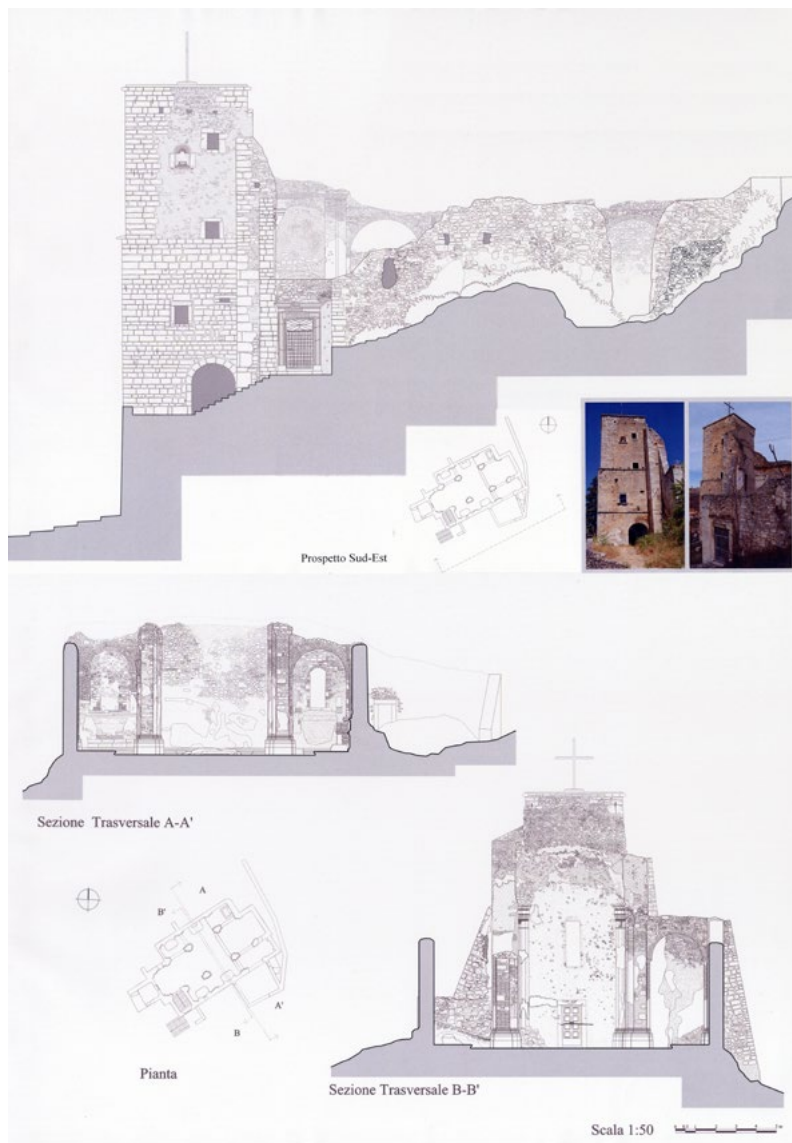 Prospetto Sud-Est
Sezione Trasversale A-A'
A
B'
A'
B
Pianta
Sezione Trasversale B-B'
Scala 1:50